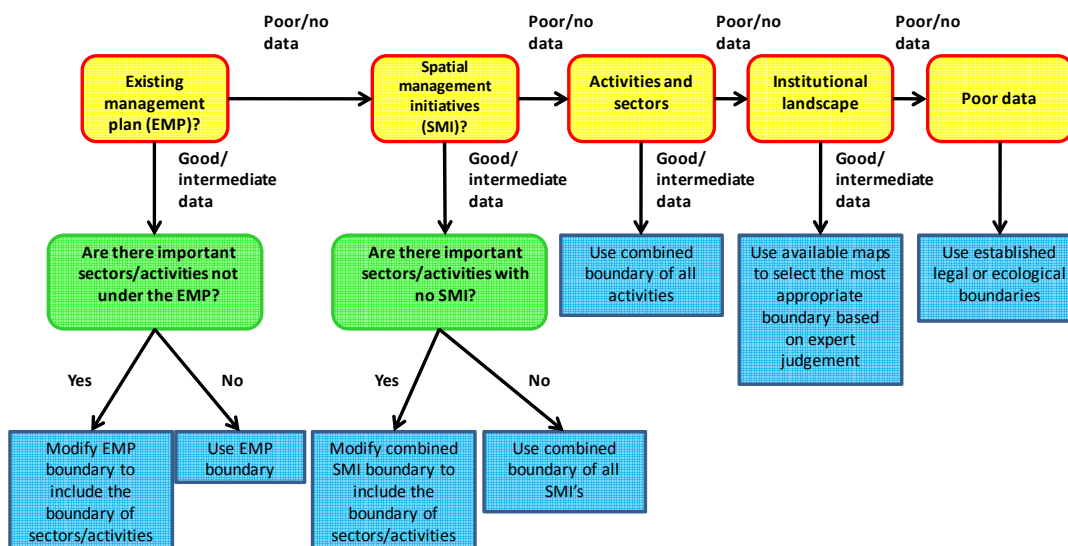 Poor/no
data
Poor/no
data
Poor/no
data
Poor/no
data
Existing
management
plan (EMP)?
Spatial
management
initiatives
(SMI)?
Activities and
sectors
Institutional
landscape
Poor data
Good/
intermediate
data
Good/
intermediate
data
Good/
intermediate
data
Good/
intermediate
data
Are there important
sectors/activities not
under the EMP?
Are there important
sectors/activities with
no SMI?
Use combined
boundary of all
activities
Use available maps
to select the most
appropriate
boundary based
on expert
judgement
Use established
legal or ecological
boundaries
Yes
No
Yes
No
Modify EMP
boundary to
include the
boundary of
sectors/activities
Use EMP
boundary
Modify combined
SMI boundary to
include the
boundary of
sectors/activities
Use combined
boundary of all
SMI's